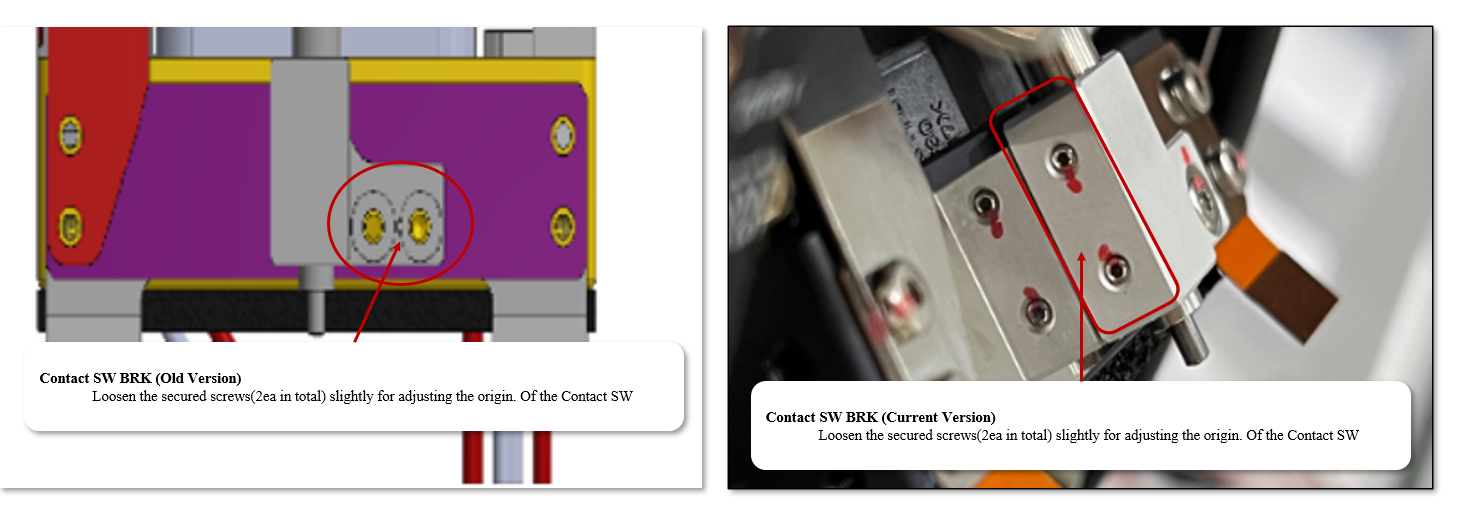 Contact SW BRK (Old Version)
Loosen the secured screws(2ea in total) slightly for adjusting the origin. Of the Contact SW
Contact SW BRK (Current Version)
Loosen the secured screws(2ea in total) slightly for adjusting the origin. Of the Contact SW